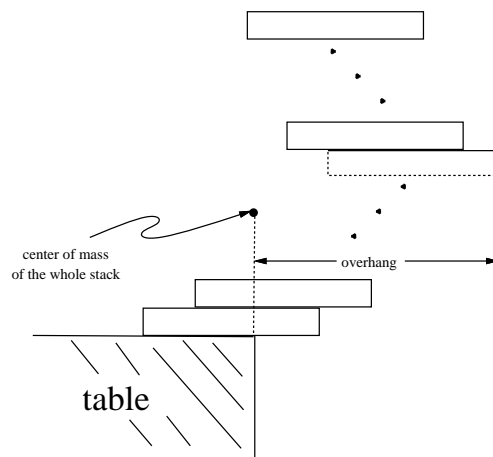 center of mass
of the whole stack
overhang
table